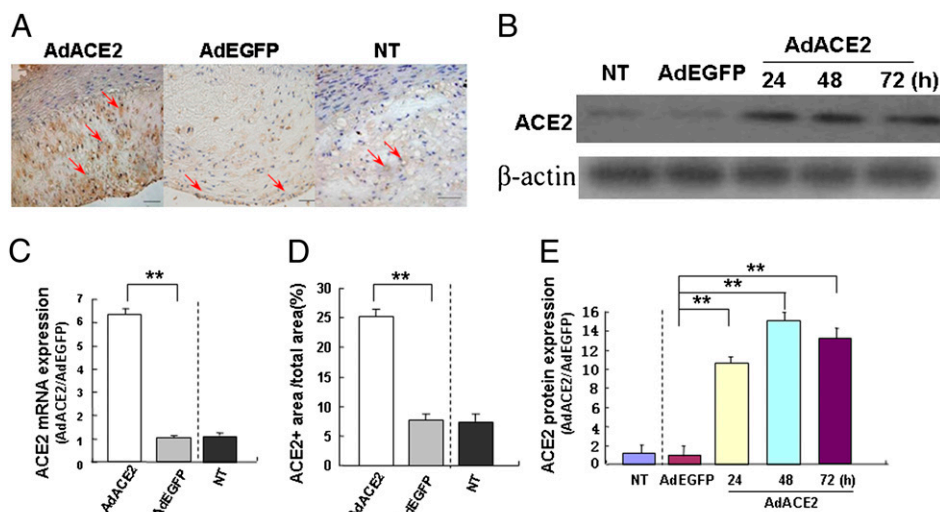 A
AdACE2 AdEGFP NT
B
AdACE2
NT AdEGFP 24 48 72 (h)
ACE2
β-actin
C
ACE2 mRNA expression
(AdACE2/AdEGFP)
7
6
5
4
3
2
1
0
**
AdACE2 AdEGFP NT
D
ACE2+ area /total area(%)
30
25
20
15
10
5
0
**
AdACE2 AdEGFP NT
E
ACE2 protein expression
(AdACE2/AdEGFP)
16
14
12
10
8
6
4
2
0
**
**
**
NT AdEGFP 24 48 72 (h)
AdACE2